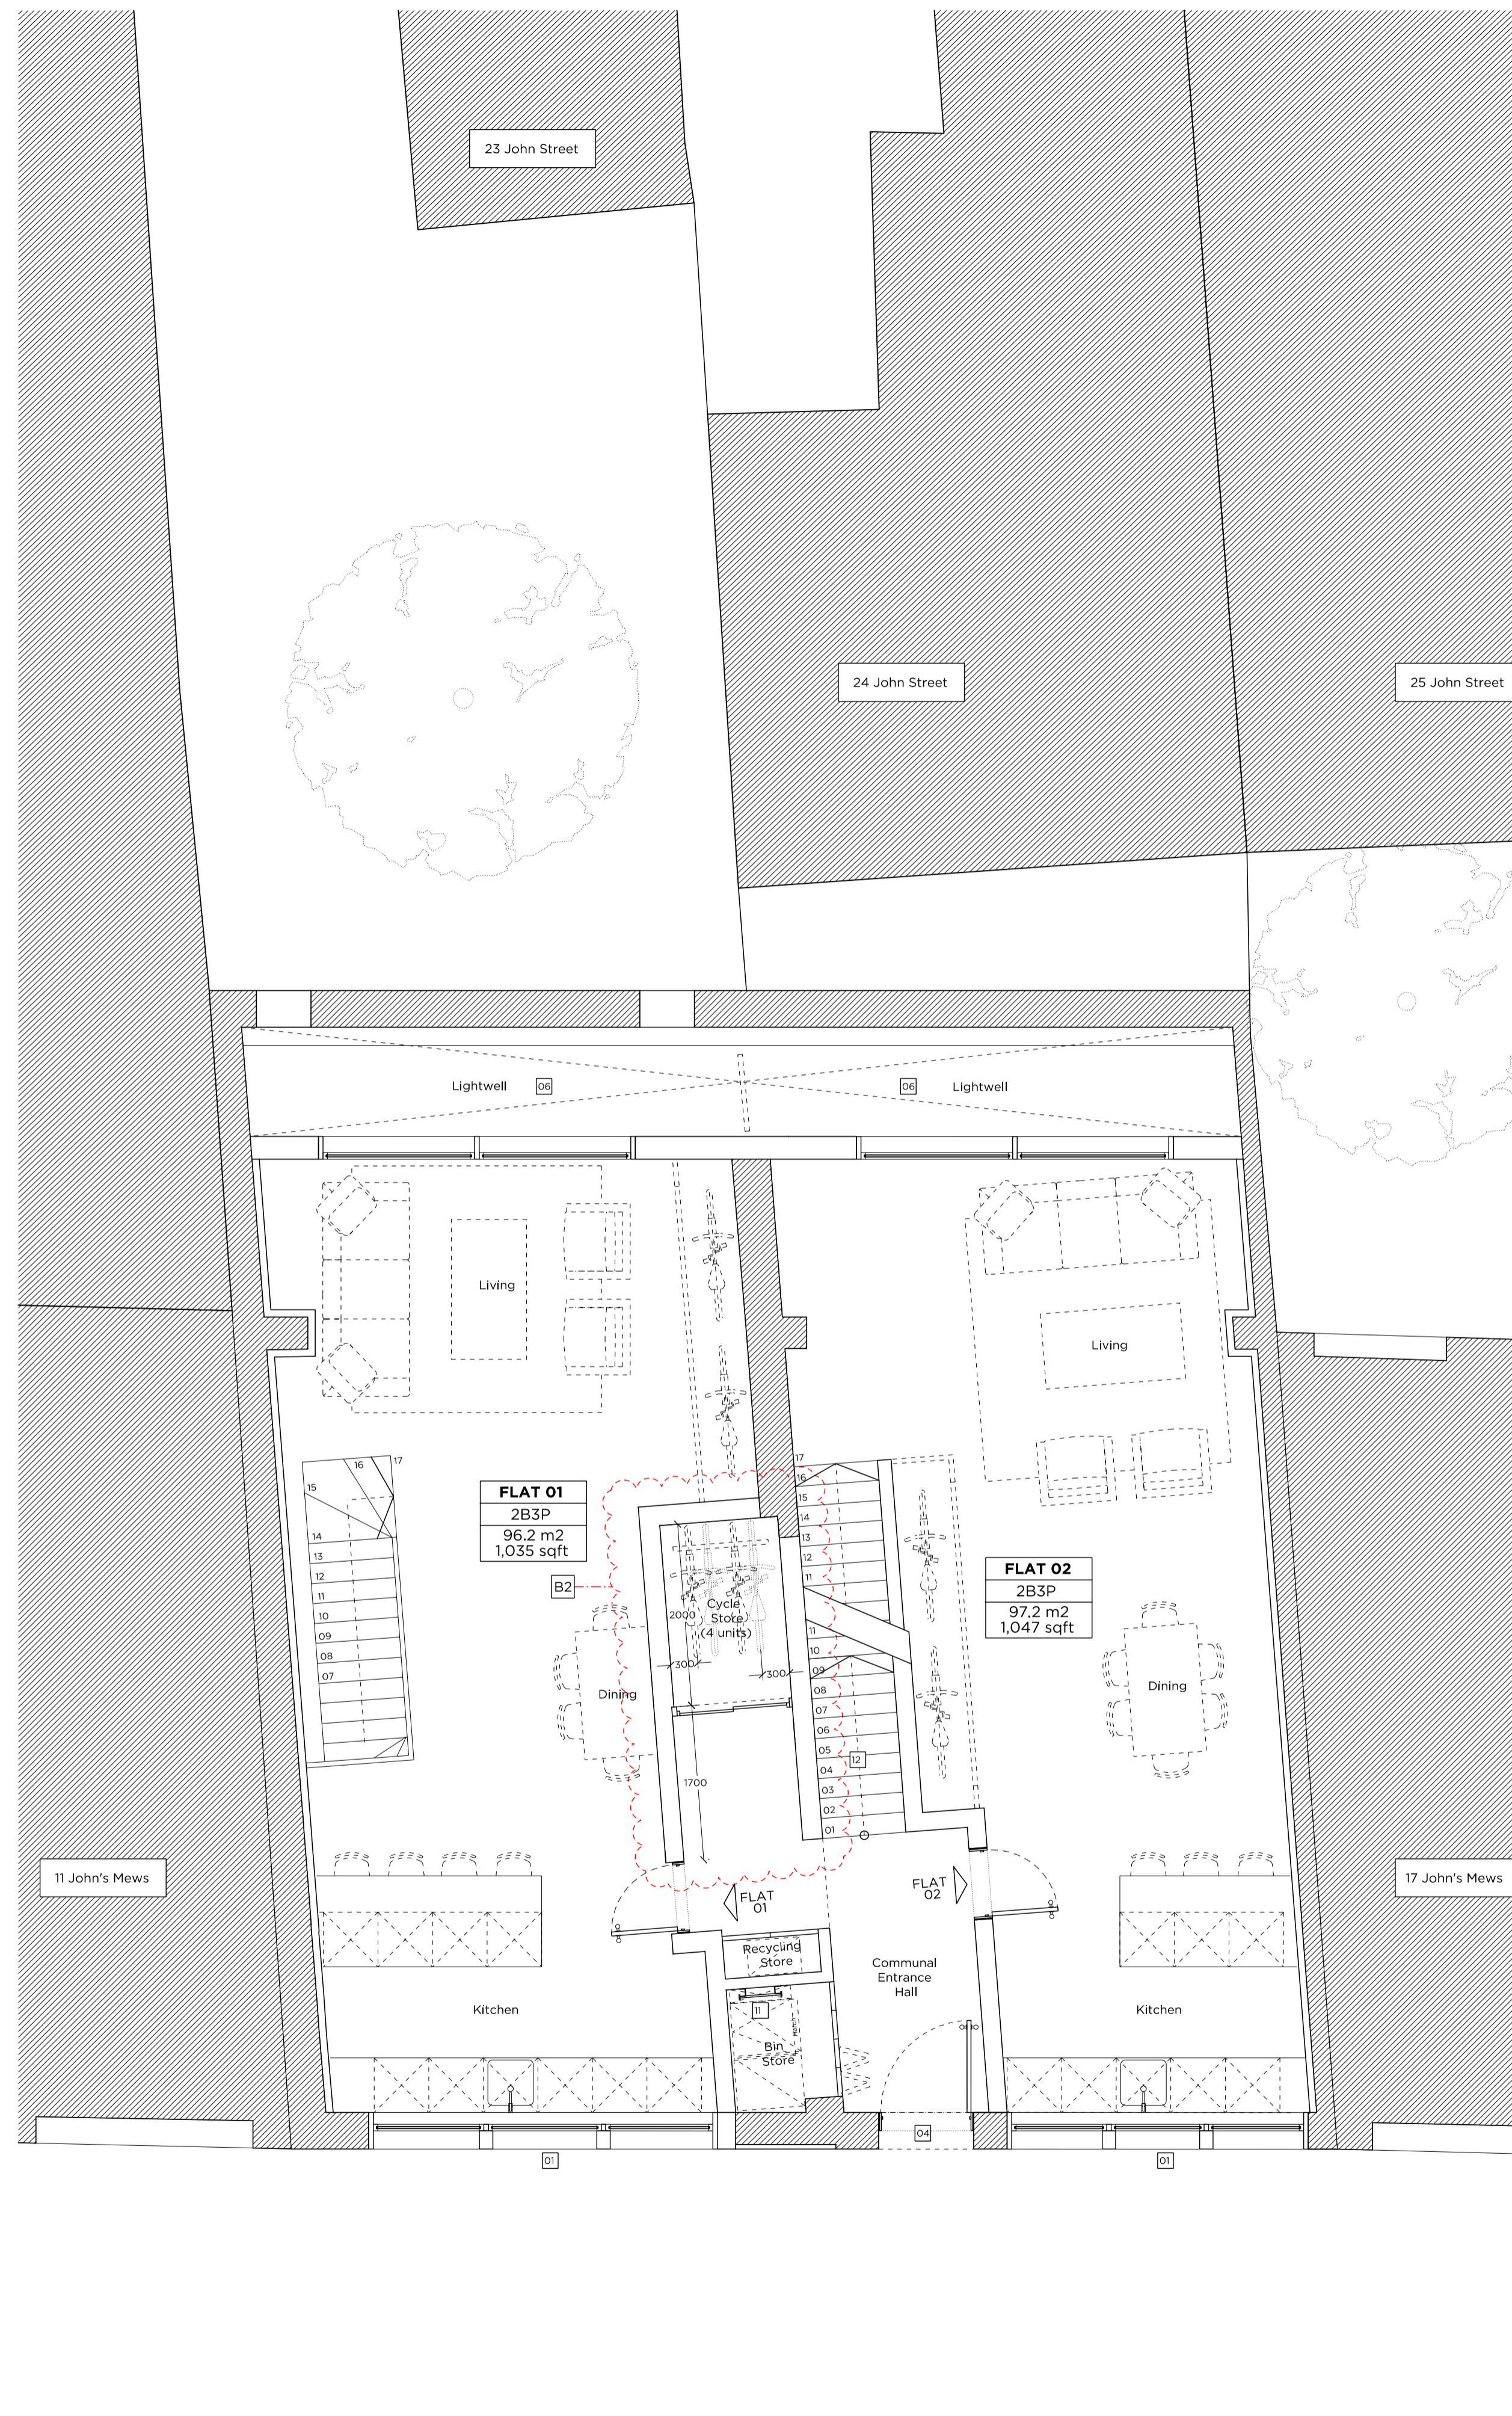 23 John Street
24 John Street
25 John Street
Lightwell
06
06
Lightwell
Living
Living
17
16
15
14
13
12
11
10
09
08
07
FLAT 01
2B3P
96.2 m2
1,035 sqft
B2
Cycle
Store
(4 units)
2000
300
300
1700
Dining
17
16
15
14
13
12
11
11
10
09
08
07
06
05
04
03
02
01
12
FLAT 02
2B3P
97.2 m2
1,047 sqft
Dining
11 John's Mews
17 John's Mews
FLAT
01
FLAT
02
Recycling
Store
Communal
Entrance
Hall
Kitchen
11
Bin
Store
Kitchen
04
01
01